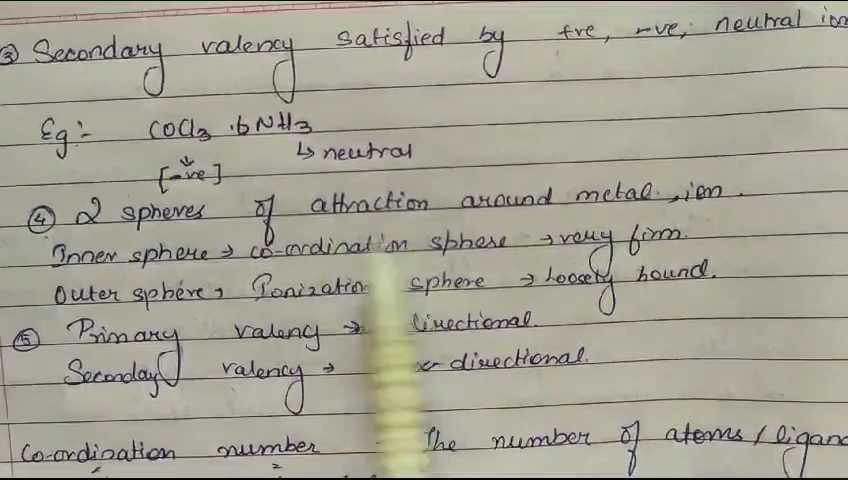 ③ Secondary valency satisfied by +ve, -ve, neutral ion
Eg:- COCl3 .6NH3
↳ neutral
[-ve]
④ 2 spheres of attraction around metal ion.
Inner sphere → co-ordination sphere → very firm.
Outer sphere, Ionization sphere → loosely bound.
⑤ Primary valency → directional.
Seconday valency → directional.
Co-ordination number The number of atoms / ligand